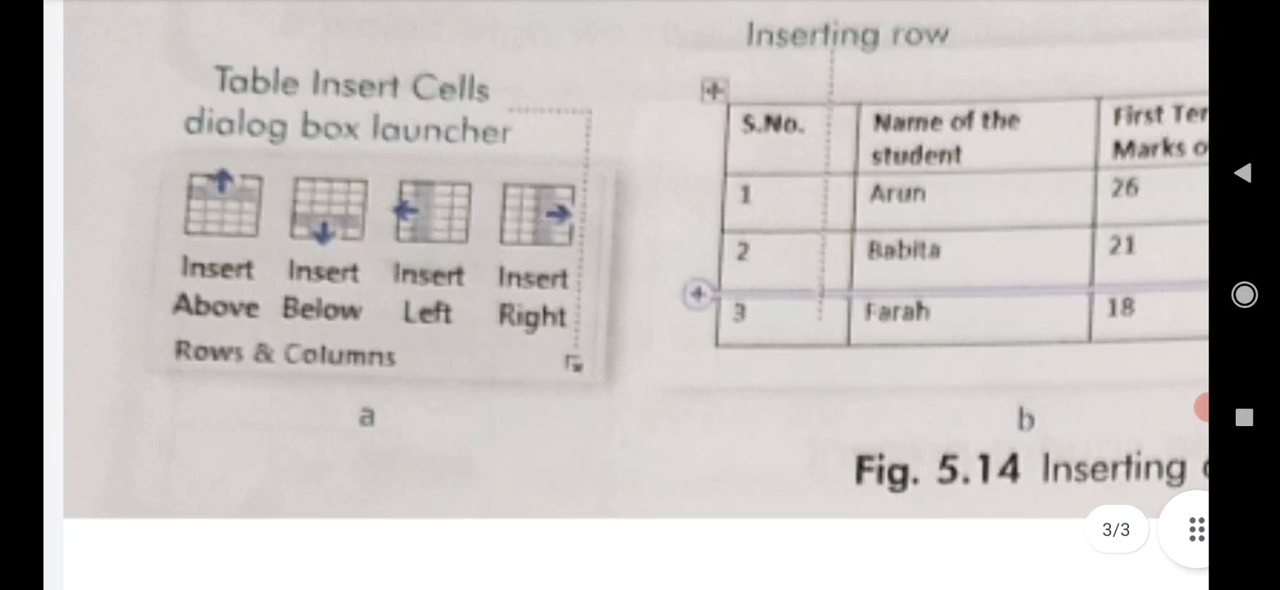 Table Insert Cells
dialog box launcher
Insert Above
Insert Below
Insert Left
Insert Right
Rows & Columns
a
Inserting row
S.No.
Name of the student
First
Marks
1
Arun
26
2
Babita
21
3
Farah
18
b
Fig. 5.14 Inserting
3/3